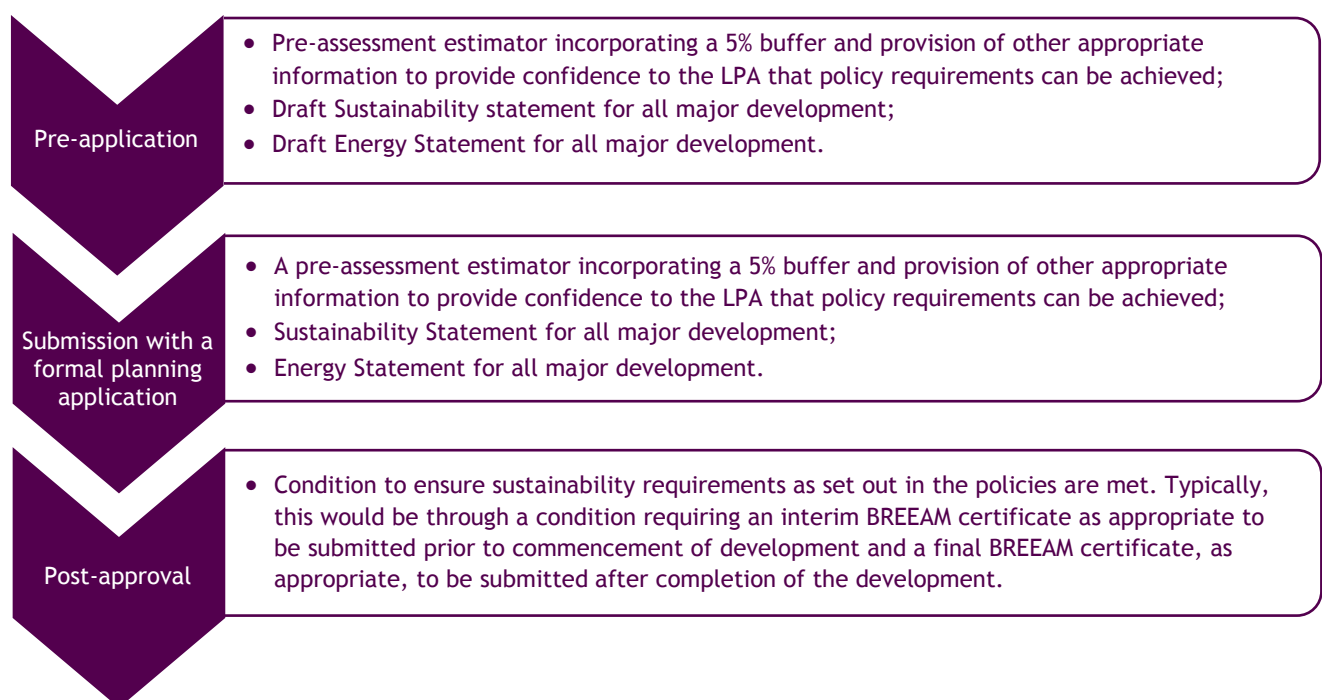 Pre-application
• Pre-assessment estimator incorporating a 5% buffer and provision of other appropriate
information to provide confidence to the LPA that policy requirements can be achieved;
• Draft Sustainability statement for all major development;
• Draft Energy Statement for all major development.
Submission with a
formal planning
application
• A pre-assessment estimator incorporating a 5% buffer and provision of other appropriate
information to provide confidence to the LPA that policy requirements can be achieved;
• Sustainability Statement for all major development;
• Energy Statement for all major development.
Post-approval
• Condition to ensure sustainability requirements as set out in the policies are met. Typically,
this would be through a condition requiring an interim BREEAM certificate as appropriate to
be submitted prior to commencement of development and a final BREEAM certificate, as
appropriate, to be submitted after completion of the development.